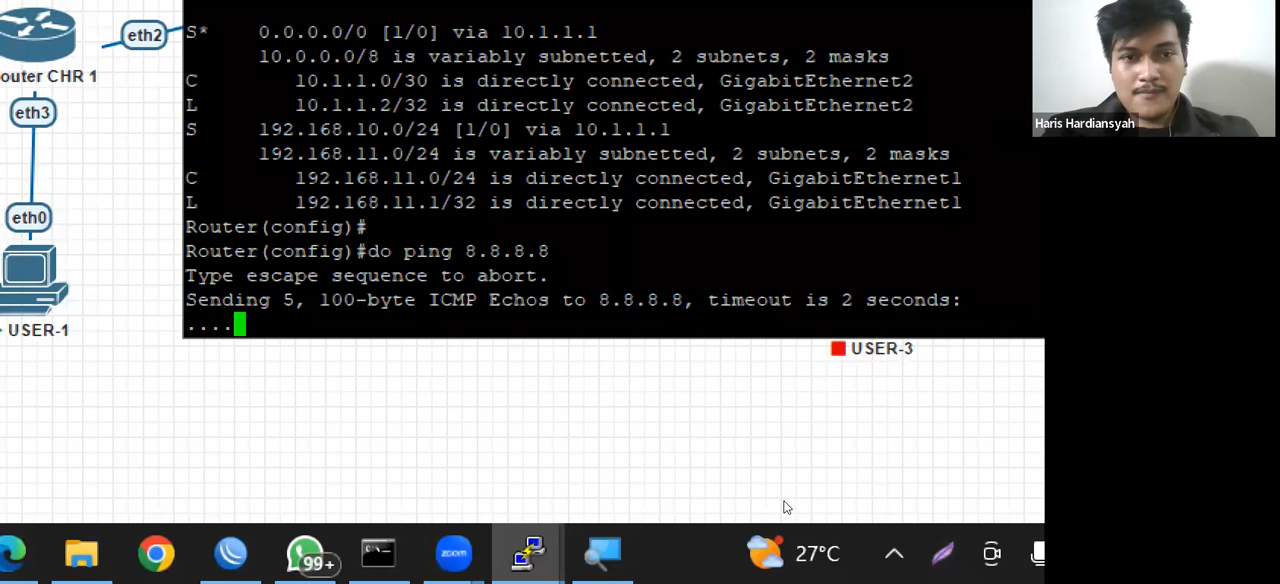 S* 0.0.0.0/0 [1/0] via 10.1.1.1
10.0.0.0/8 is variably subnetted, 2 subnets, 2 masks
C 10.1.1.0/30 is directly connected, GigabitEthernet2
L 10.1.1.2/32 is directly connected, GigabitEthernet2
S 192.168.10.0/24 [1/0] via 10.1.1.1
192.168.11.0/24 is variably subnetted, 2 subnets, 2 masks
C 192.168.11.0/24 is directly connected, GigabitEthernet1
L 192.168.11.1/32 is directly connected, GigabitEthernet1
Router(config)#
Router(config)#do ping 8.8.8.8
Type escape sequence to abort.
Sending 5, 100-byte ICMP Echos to 8.8.8.8, timeout is 2 seconds:
....
eth2
outer CHR 1
eth3
eth0
USER-1
USER-3
Haris Hardiansyah
99+
zoom
27°C